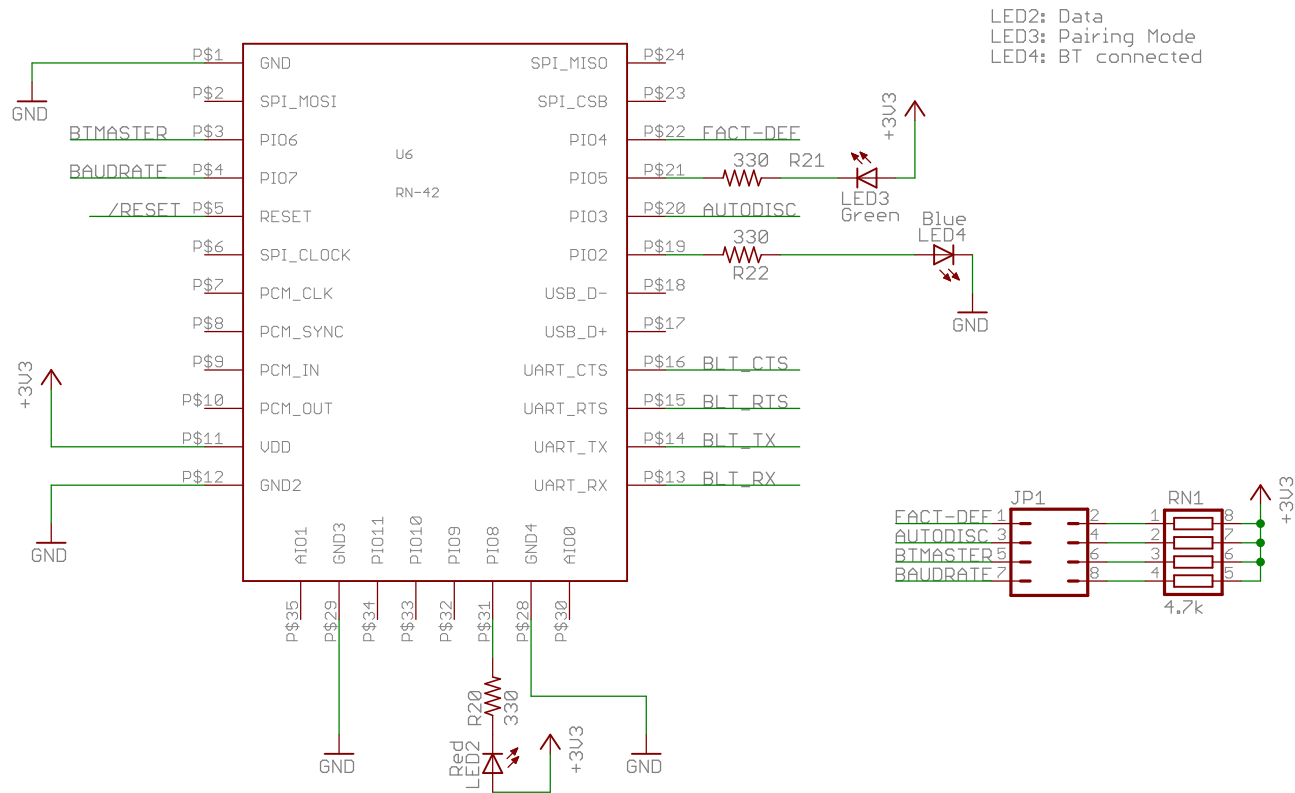 LED2: Data
LED3: Pairing Mode
LED4: BT connected
P$1 GND SPI_MISO P$24
GND
P$2 SPI_MOSI SPI_CSB P$23
BTMASTER P$3 PIO6 PIO4 P$22 FACT-DEF
+3V3
U6
RN-42
BAUDRATE P$4 PIO7 PIO5 P$21 330 R21
LED3
Green
/RESET P$5 RESET PIO3 P$20 AUTODISC
Blue
LED4
P$6 SPI_CLOCK PIO2 P$19 330
R22
P$7 PCM_CLK USB_D- P$18
GND
P$8 PCM_SYNC USB_D+ P$17
P$9 PCM_IN UART_CTS P$16 BLT_CTS
+3V3
P$10 PCM_OUT UART_RTS P$15 BLT_RTS
P$11 VDD UART_TX P$14 BLT_TX
P$12 GND2 UART_RX P$13 BLT_RX
GND
AIO1 GND3 PIO11 PIO10 PIO9 PIO8 GND4 AIO0
P$35 P$29 P$34 P$33 P$32 P$31 P$28 P$30
JP1 RN1 +3V3
FACT-DEF 1 2 1 8
AUTODISC 3 4 2 7
BTMASTER 5 6 3 6
BAUDRATE 7 8 4 5
4.7k
R20 330
Red
LED2
+3V3
GND
GND